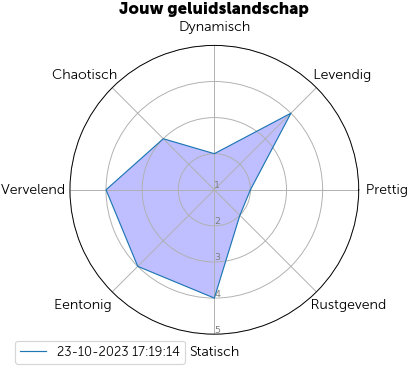 Jouw geluidslandschap
Dynamisch
Chaotisch
Levendig
Vervelend
1
Prettig
2
3
4
Eentonig
Rustgevend
5
23-10-2023 17:19:14
Statisch